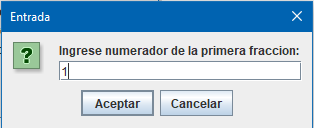 Entrada
Ingrese numerador de la primera fraccion:
1
Aceptar
Cancelar